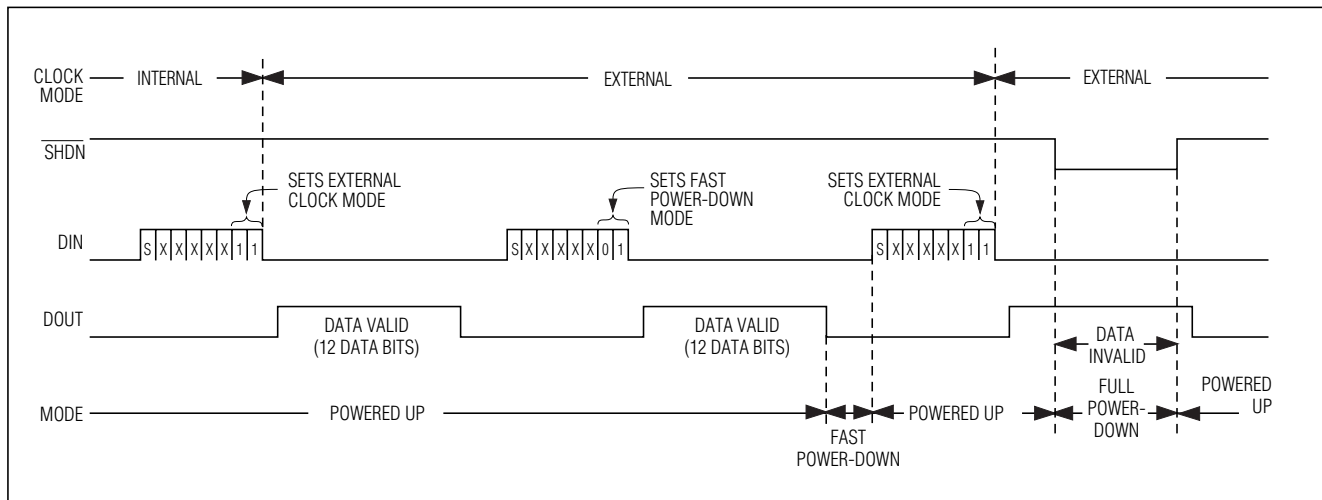 CLOCK
MODE
INTERNAL
EXTERNAL
EXTERNAL
SHDN
SETS EXTERNAL
CLOCK MODE
SETS FAST
POWER-DOWN
MODE
SETS EXTERNAL
CLOCK MODE
DIN
S X X X X X 1 1
S X X X X X 0 1
S X X X X X 1 1
DOUT
DATA VALID
(12 DATA BITS)
DATA VALID
(12 DATA BITS)
DATA
INVALID
MODE
POWERED UP
FAST
POWER-DOWN
POWERED UP
FULL
POWER-
DOWN
POWERED
UP